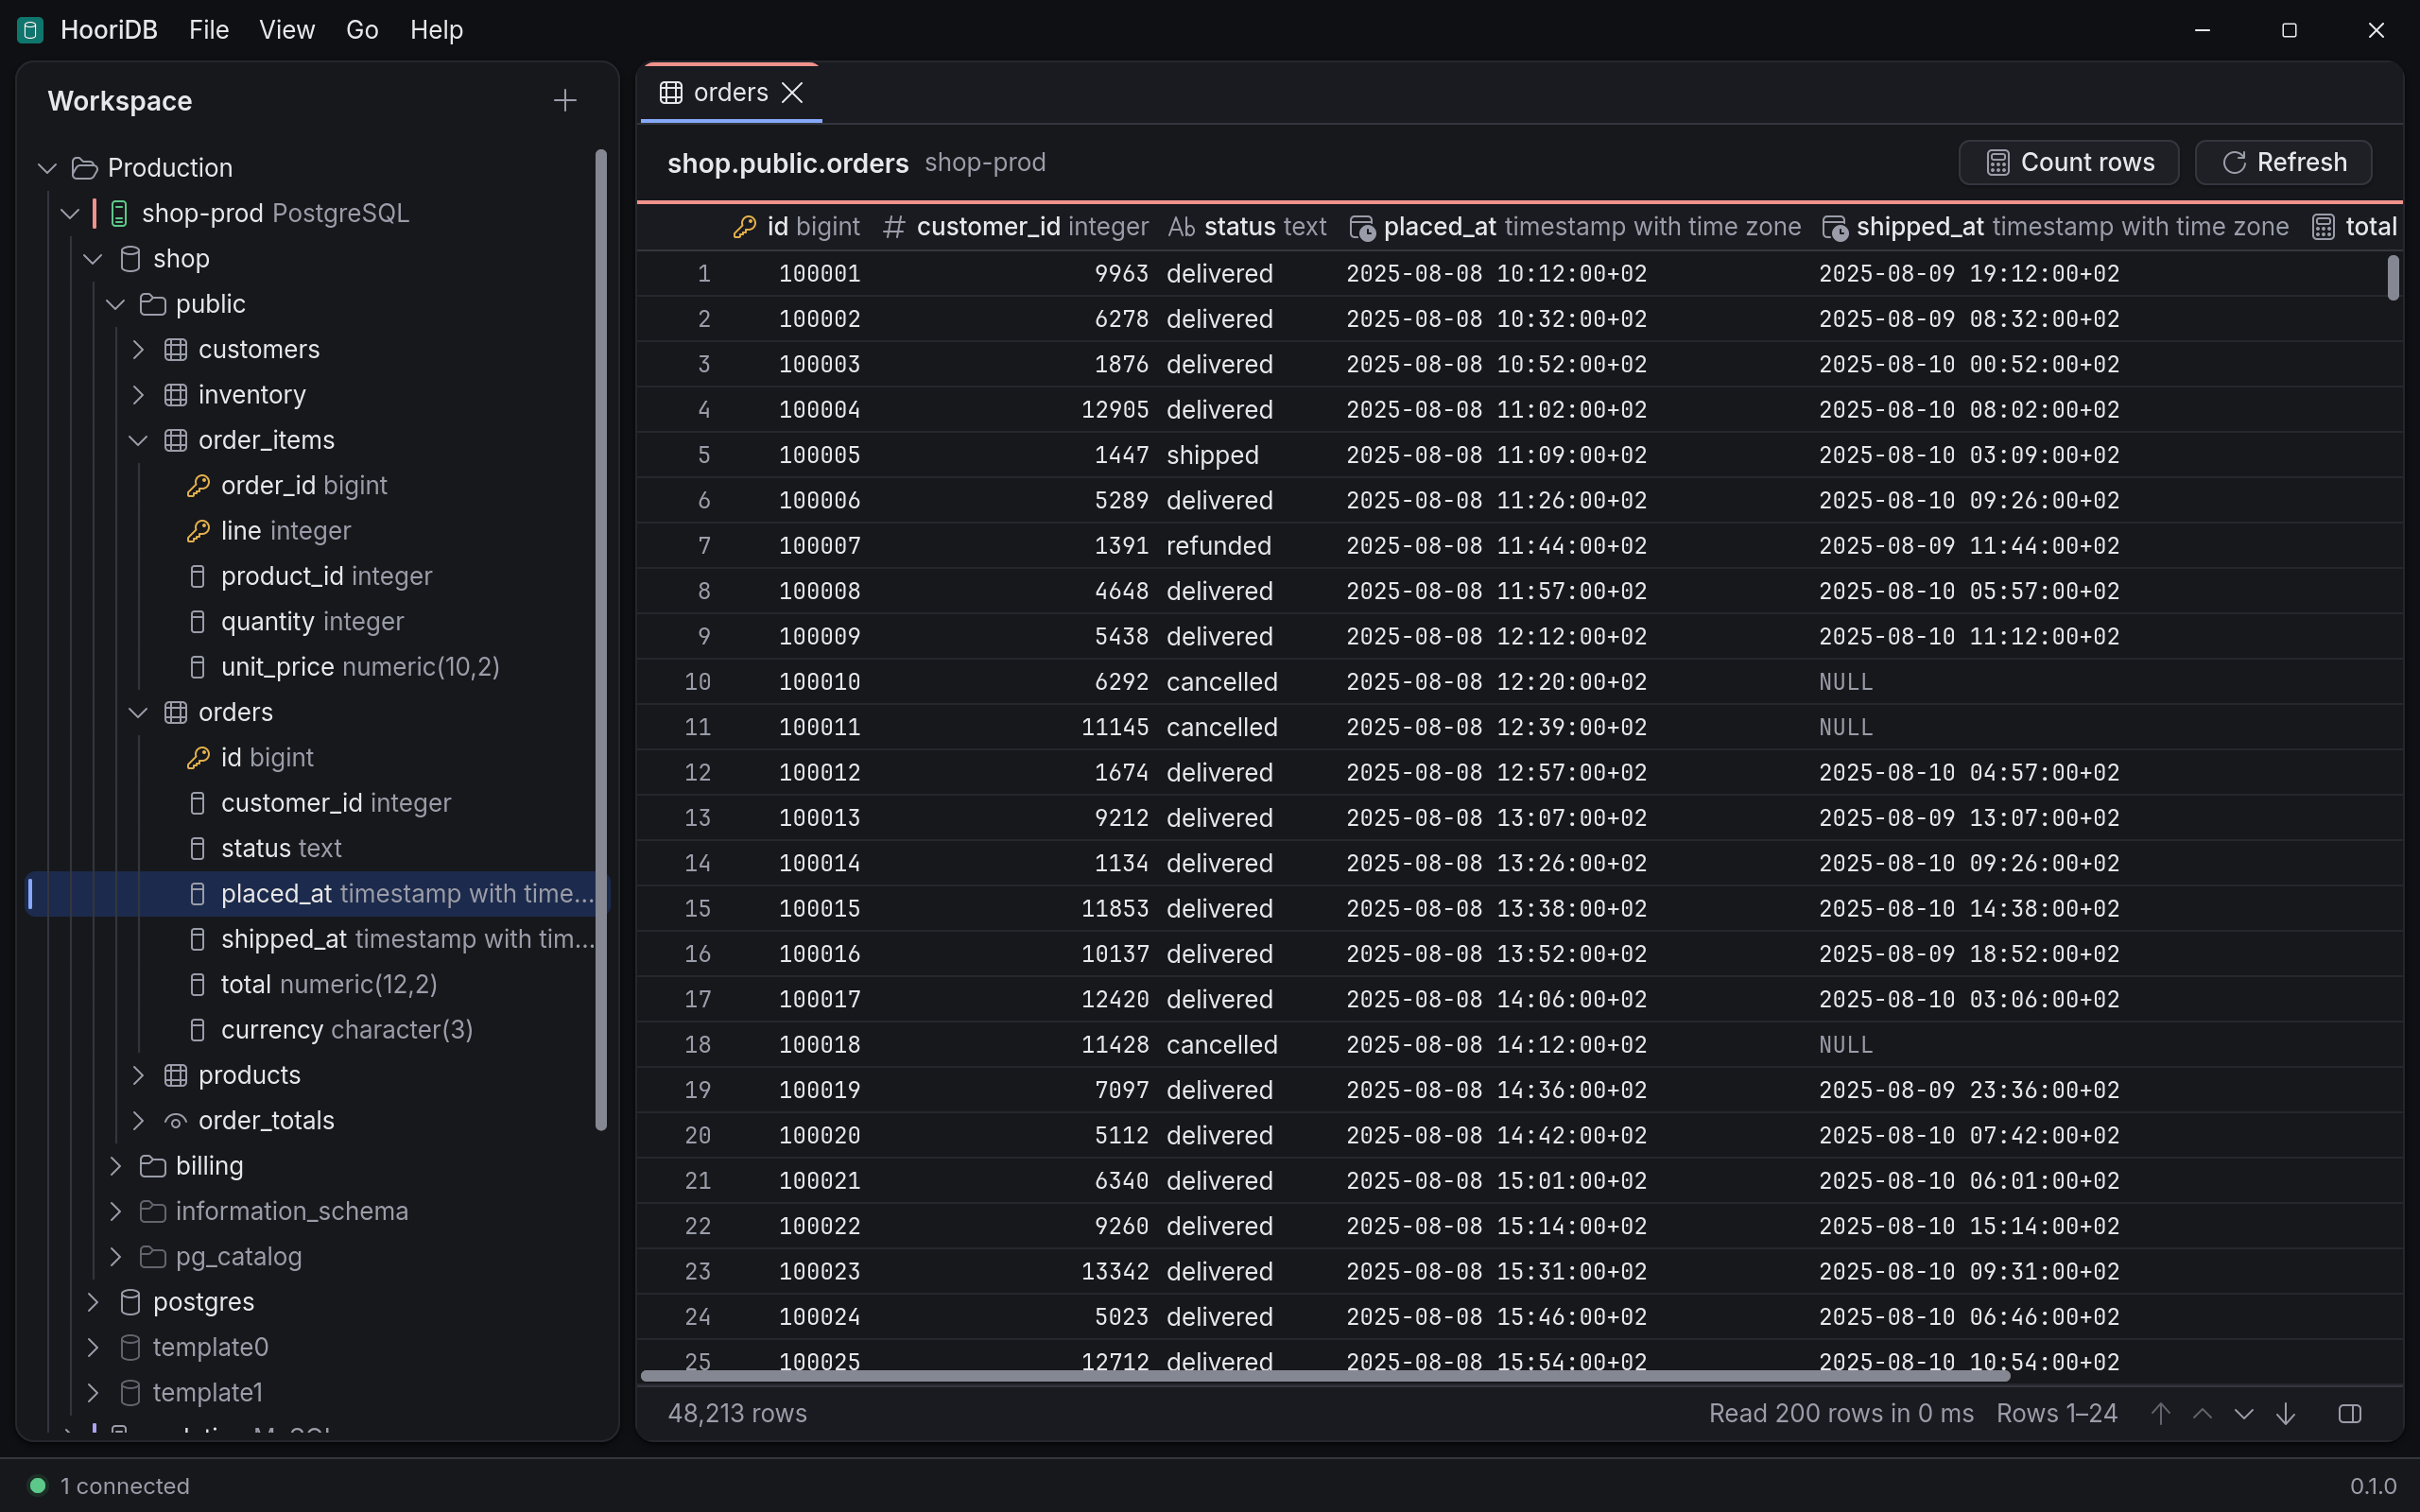 HooriDB File View Go Help
Workspace
Production
shop-prod PostgreSQL
shop
public
customers
inventory
order_items
order_id bigint
line integer
product_id integer
quantity integer
unit_price numeric(10,2)
orders
id bigint
customer_id integer
status text
placed_at timestamp with time...
shipped_at timestamp with tim...
total numeric(12,2)
currency character(3)
products
order_totals
billing
information_schema
pg_catalog
postgres
template0
template1
orders
shop.public.orders shop-prod
Count rows Refresh
id bigint # customer_id integer Ab status text placed_at timestamp with time zone shipped_at timestamp with time zone total
1 100001 9963 delivered 2025-08-08 10:12:00+02 2025-08-09 19:12:00+02
2 100002 6278 delivered 2025-08-08 10:32:00+02 2025-08-09 08:32:00+02
3 100003 1876 delivered 2025-08-08 10:52:00+02 2025-08-10 00:52:00+02
4 100004 12905 delivered 2025-08-08 11:02:00+02 2025-08-10 08:02:00+02
5 100005 1447 shipped 2025-08-08 11:09:00+02 2025-08-10 03:09:00+02
6 100006 5289 delivered 2025-08-08 11:26:00+02 2025-08-10 09:26:00+02
7 100007 1391 refunded 2025-08-08 11:44:00+02 2025-08-09 11:44:00+02
8 100008 4648 delivered 2025-08-08 11:57:00+02 2025-08-10 05:57:00+02
9 100009 5438 delivered 2025-08-08 12:12:00+02 2025-08-10 11:12:00+02
10 100010 6292 cancelled 2025-08-08 12:20:00+02 NULL
11 100011 11145 cancelled 2025-08-08 12:39:00+02 NULL
12 100012 1674 delivered 2025-08-08 12:57:00+02 2025-08-10 04:57:00+02
13 100013 9212 delivered 2025-08-08 13:07:00+02 2025-08-09 13:07:00+02
14 100014 1134 delivered 2025-08-08 13:26:00+02 2025-08-10 09:26:00+02
15 100015 11853 delivered 2025-08-08 13:38:00+02 2025-08-10 14:38:00+02
16 100016 10137 delivered 2025-08-08 13:52:00+02 2025-08-09 18:52:00+02
17 100017 12420 delivered 2025-08-08 14:06:00+02 2025-08-10 03:06:00+02
18 100018 11428 cancelled 2025-08-08 14:12:00+02 NULL
19 100019 7097 delivered 2025-08-08 14:36:00+02 2025-08-09 23:36:00+02
20 100020 5112 delivered 2025-08-08 14:42:00+02 2025-08-10 07:42:00+02
21 100021 6340 delivered 2025-08-08 15:01:00+02 2025-08-10 06:01:00+02
22 100022 9260 delivered 2025-08-08 15:14:00+02 2025-08-10 15:14:00+02
23 100023 13342 delivered 2025-08-08 15:31:00+02 2025-08-10 09:31:00+02
24 100024 5023 delivered 2025-08-08 15:46:00+02 2025-08-10 06:46:00+02
25 100025 12712 delivered 2025-08-08 15:54:00+02 2025-08-10 10:54:00+02
48,213 rows Read 200 rows in 0 ms Rows 1–24
1 connected 0.1.0